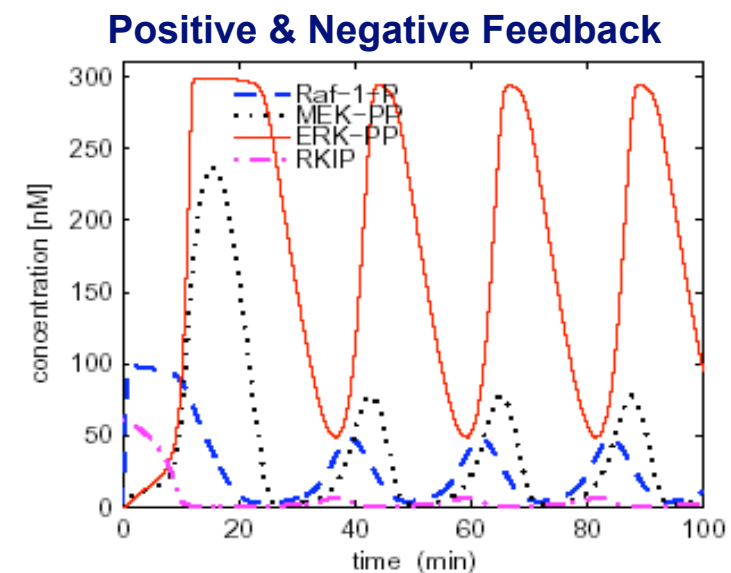 Positive & Negative Feedback
300
250
200
150
100
50
0
concentration [nM]
Raf-1-P
MEK-PP
ERK-PP
RKIP
0 20 40 60 80 100
time (min)